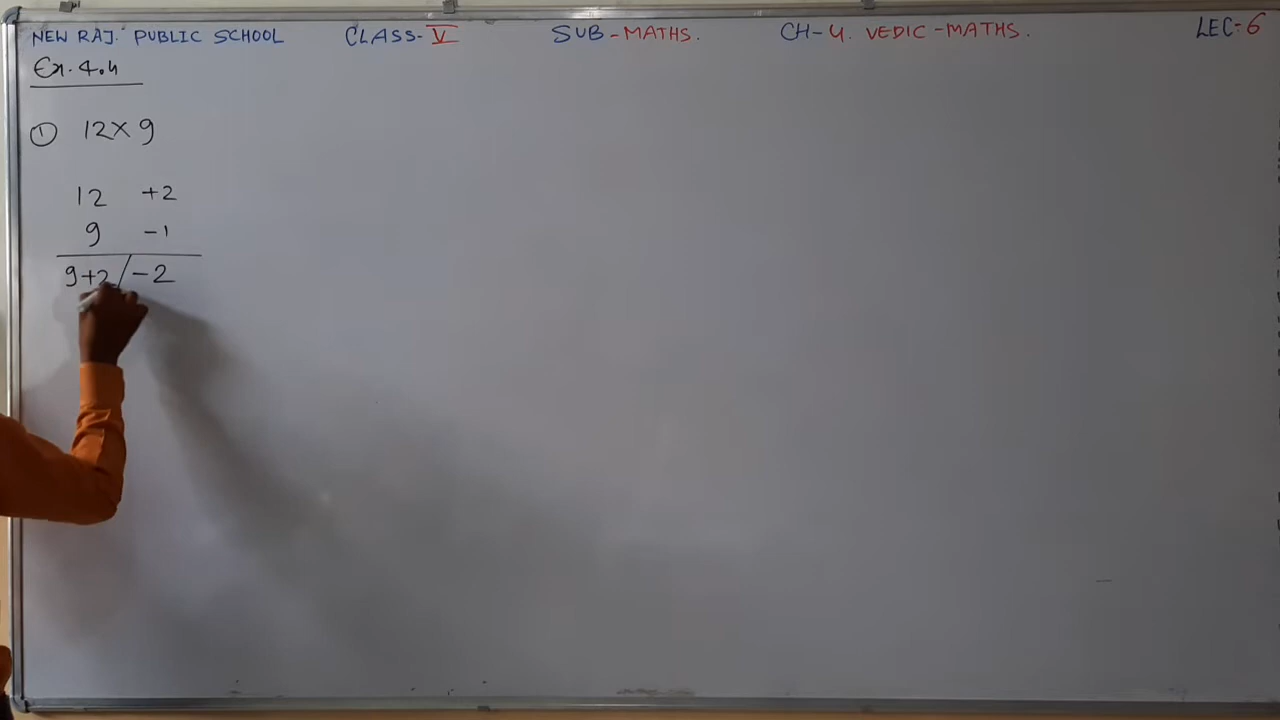 NEW RAJ. PUBLIC SCHOOL CLASS-V SUB-MATHS. CH-4. VEDIC-MATHS. LEC-6
Ex. 4.4
① 12×9
12 +2
9 -1
9+2/-2